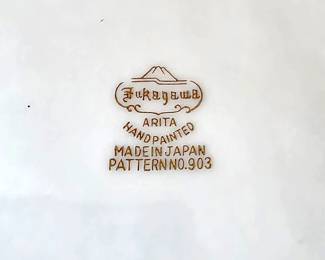 Fukagawa
ARITA
HANDPAINTED
MADE IN JAPAN
PATTERN NO.903